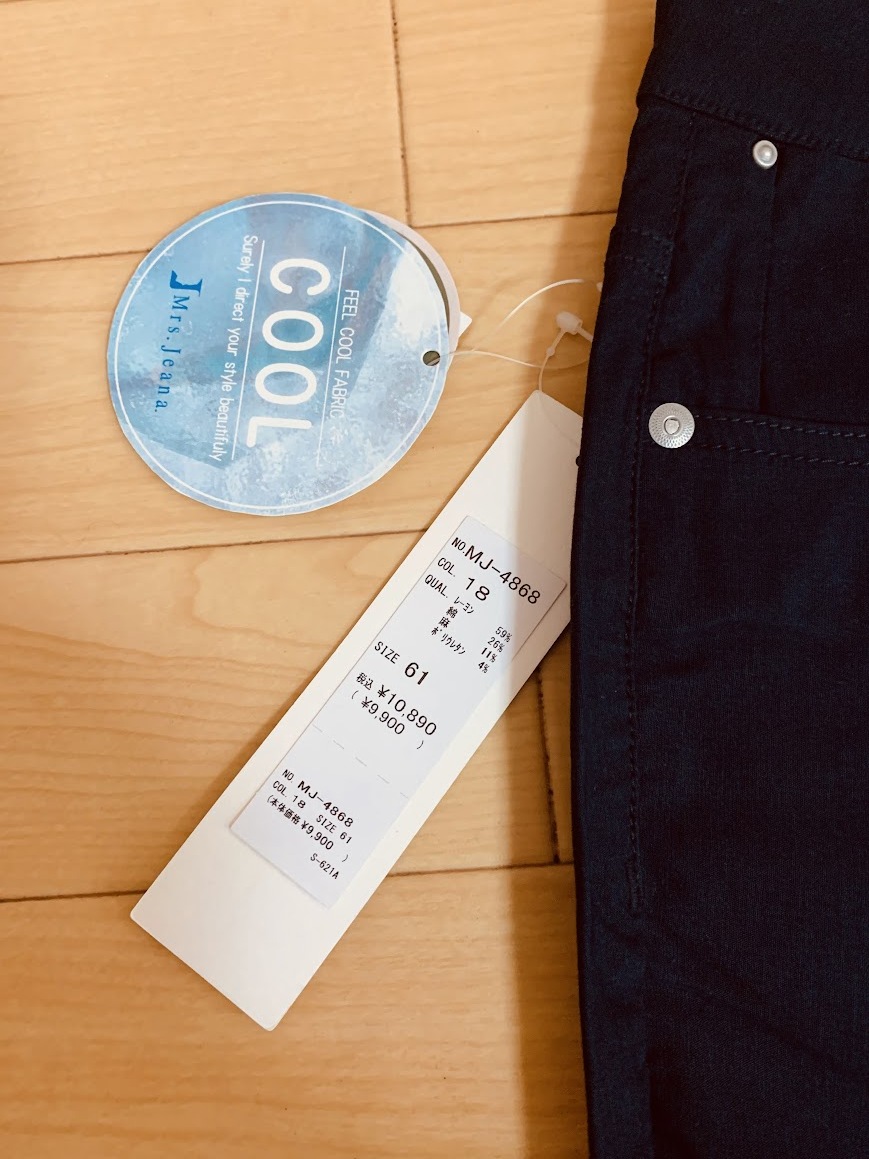 FEEL COOL FABRIC
COOL
Surely I direct your style beautifuly
Mrs.Jeana.
NO.MJ-4868
COL. 18
QUAL. レーヨン 59%
綿 26%
麻 11%
ポリウレタン 4%
SIZE 61
税込 ¥10,890
( ¥9,900 )
NO MJ-4868
COL. 18 SIZE 61
(本体価格¥9,900 )
S-621A